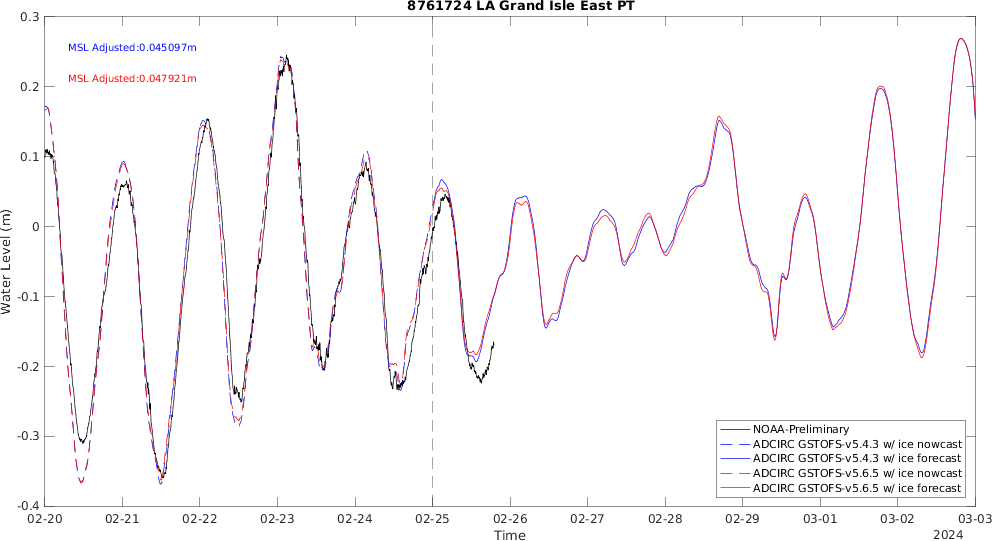 8761724 LA Grand Isle East PT
MSL Adjusted:0.045097m
MSL Adjusted:0.047921m
Water Level (m)
0.3
0.2
0.1
0
-0.1
-0.2
-0.3
-0.4
NOAA-Preliminary
ADCIRC GSTOFS-v5.4.3 w/ ice nowcast
ADCIRC GSTOFS-v5.4.3 w/ ice forecast
ADCIRC GSTOFS-v5.6.5 w/ ice nowcast
ADCIRC GSTOFS-v5.6.5 w/ ice forecast
02-20 02-21 02-22 02-23 02-24 02-25 02-26 02-27 02-28 02-29 03-01 03-02 03-03
Time
2024